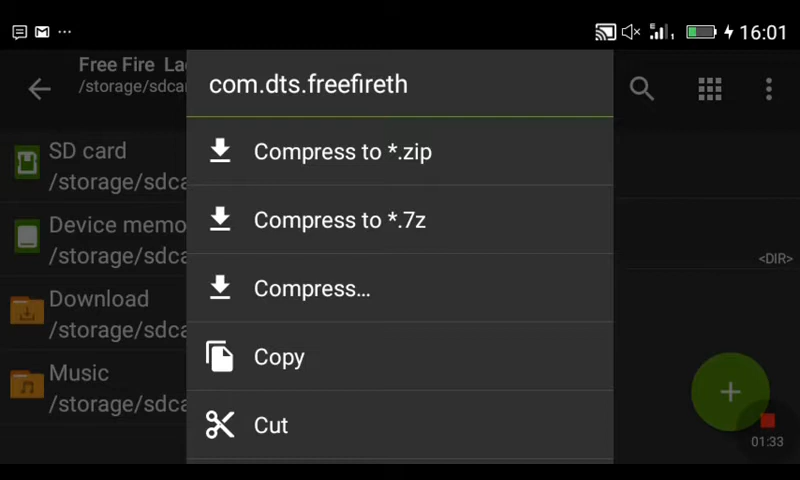 16:01
Free Fire La
/storage/sdca
com.dts.freefireth
SD card
/storage/sdca
Device memo
/storage/sdca
Download
/storage/sdca
Music
/storage/sdca
Compress to *.zip
Compress to *.7z
Compress...
Copy
Cut
<DIR>
01:33